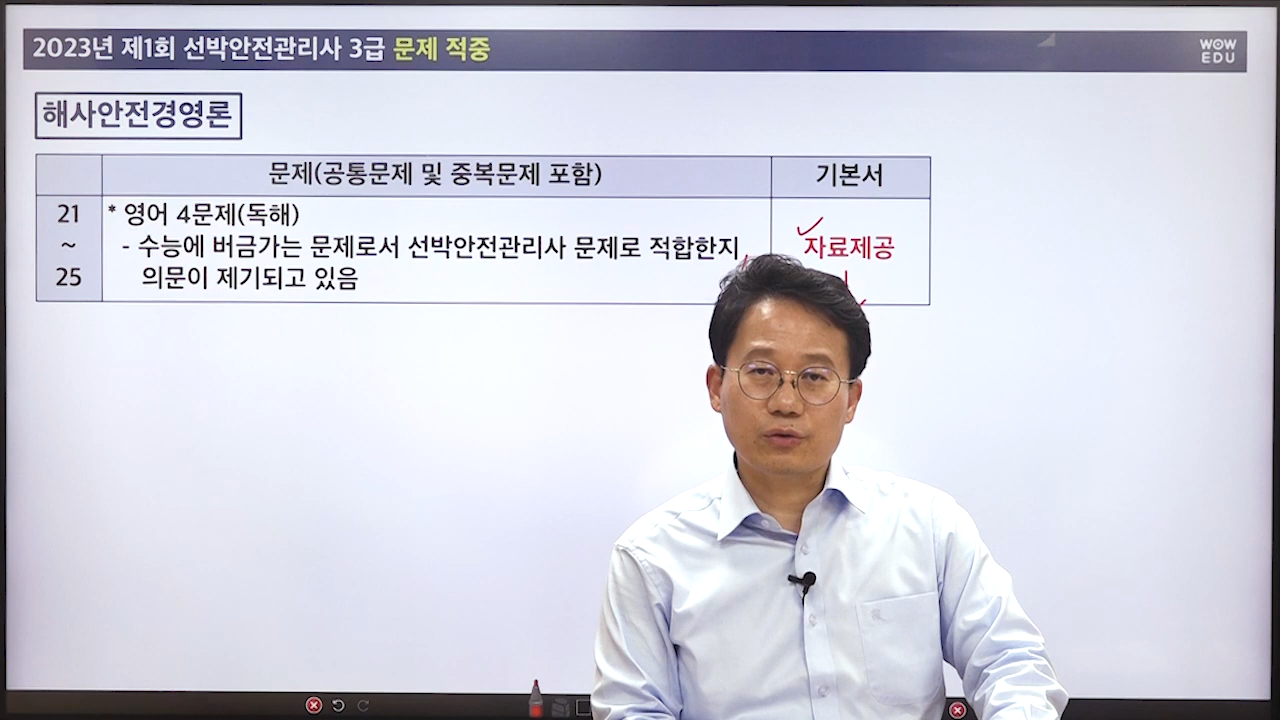 2023년 제1회 선박안전관리사 3급 문제 적중
WOW
EDU
해사안전경영론
문제(공통문제 및 중복문제 포함)
기본서
21
~
25
* 영어 4문제(독해)
- 수능에 버금가는 문제로서 선박안전관리사 문제로 적합한지
의문이 제기되고 있음
자료제공